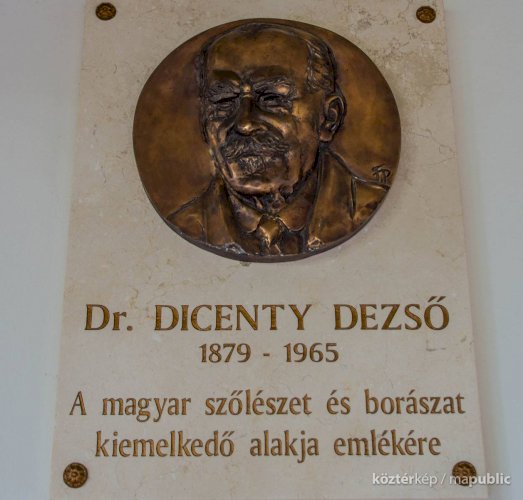 Dr. DICENTY DEZSŐ
1879 - 1965
A magyar szőlészet és borászat
kiemelkedő alakja emlékére
köztérkép / mapublic